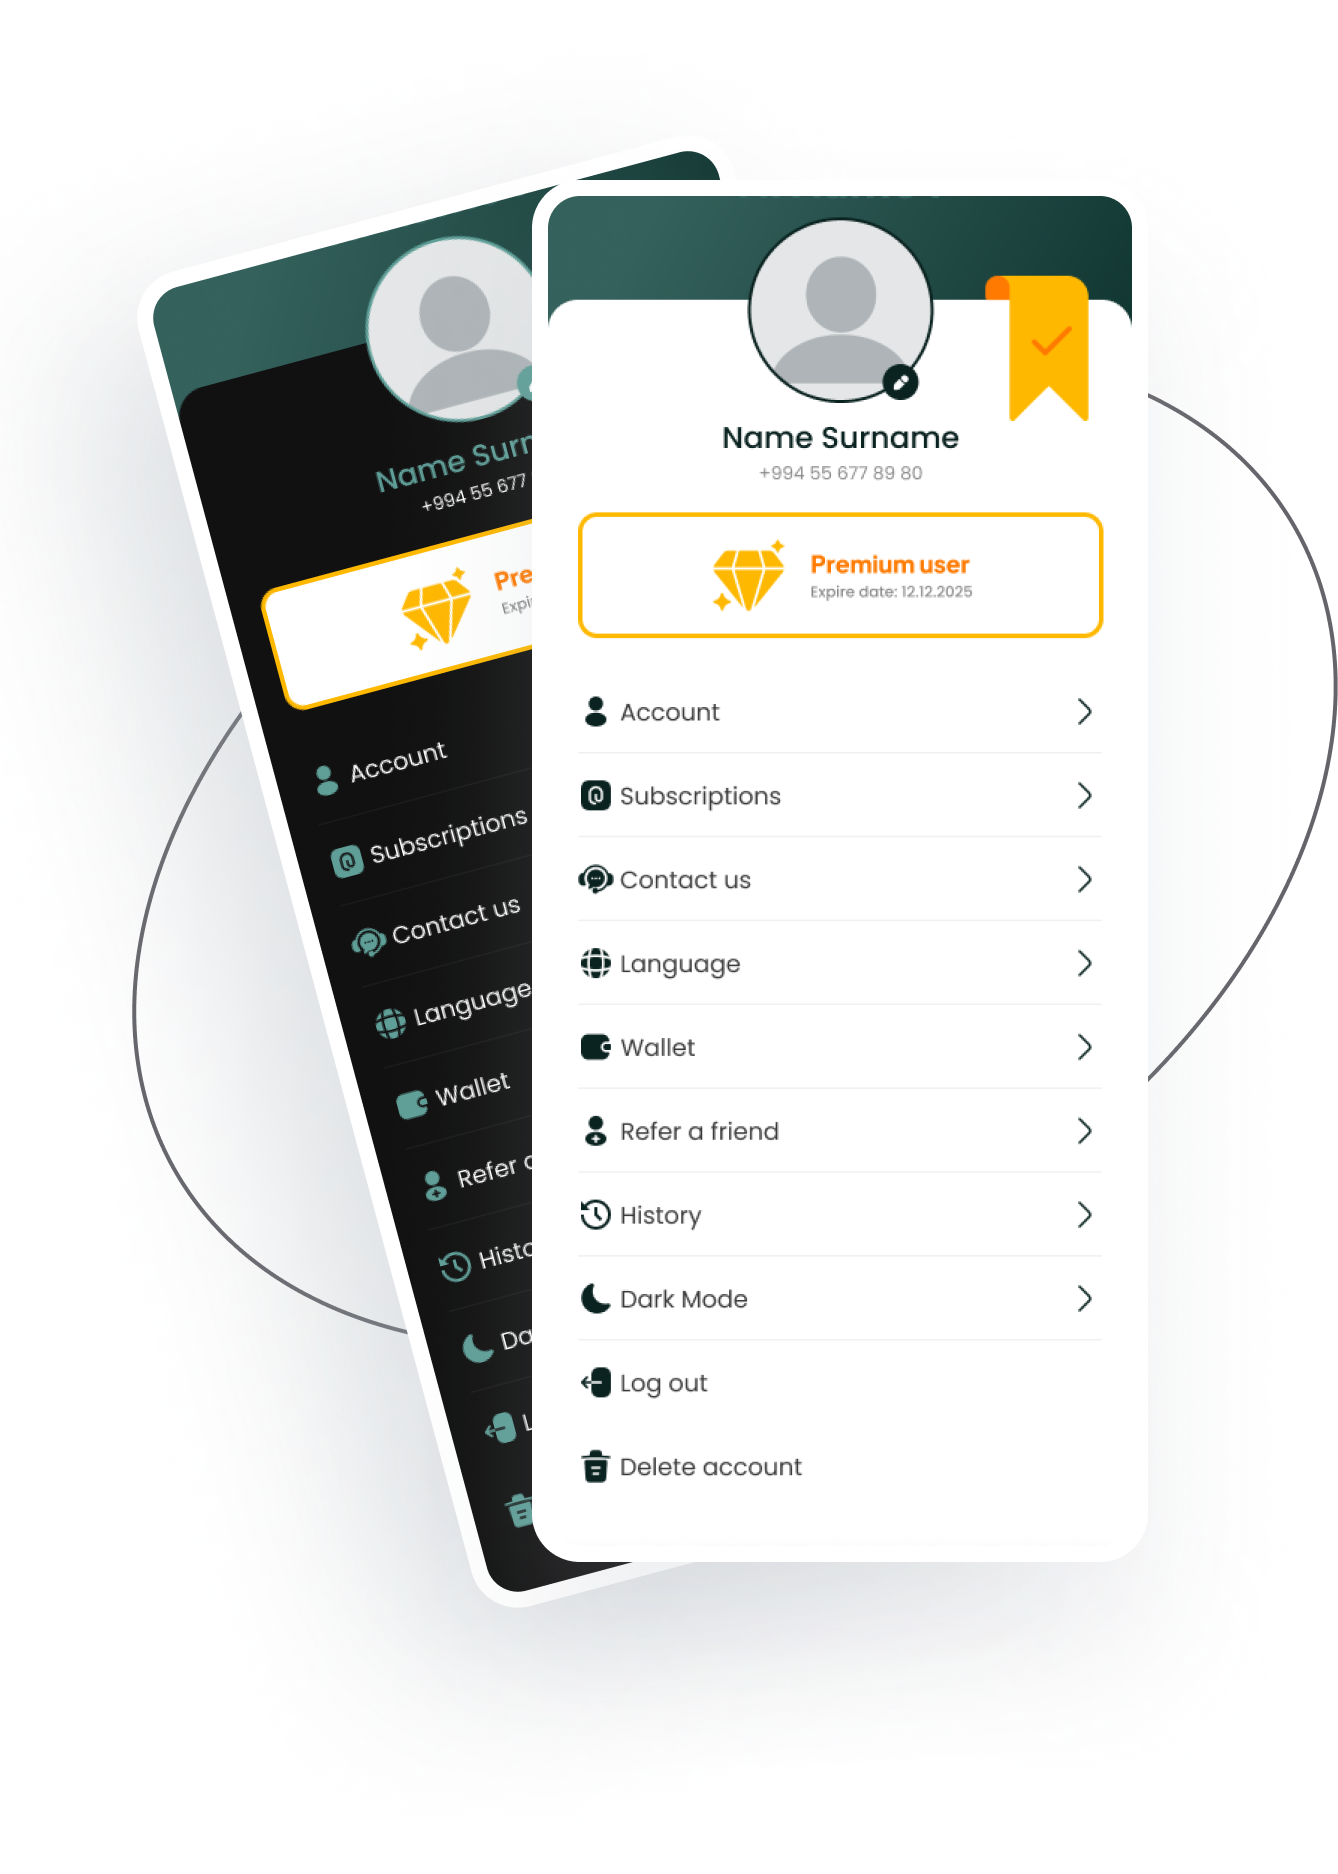 Name Surn
+994 55 677
Pre
Expi
Account
Subscriptions
Contact us
Language
Wallet
Refer
Histo
Da
L
Name Surname
+994 55 677 89 80
Premium user
Expire date: 12.12.2025
Account
Subscriptions
Contact us
Language
Wallet
Refer a friend
History
Dark Mode
Log out
Delete account